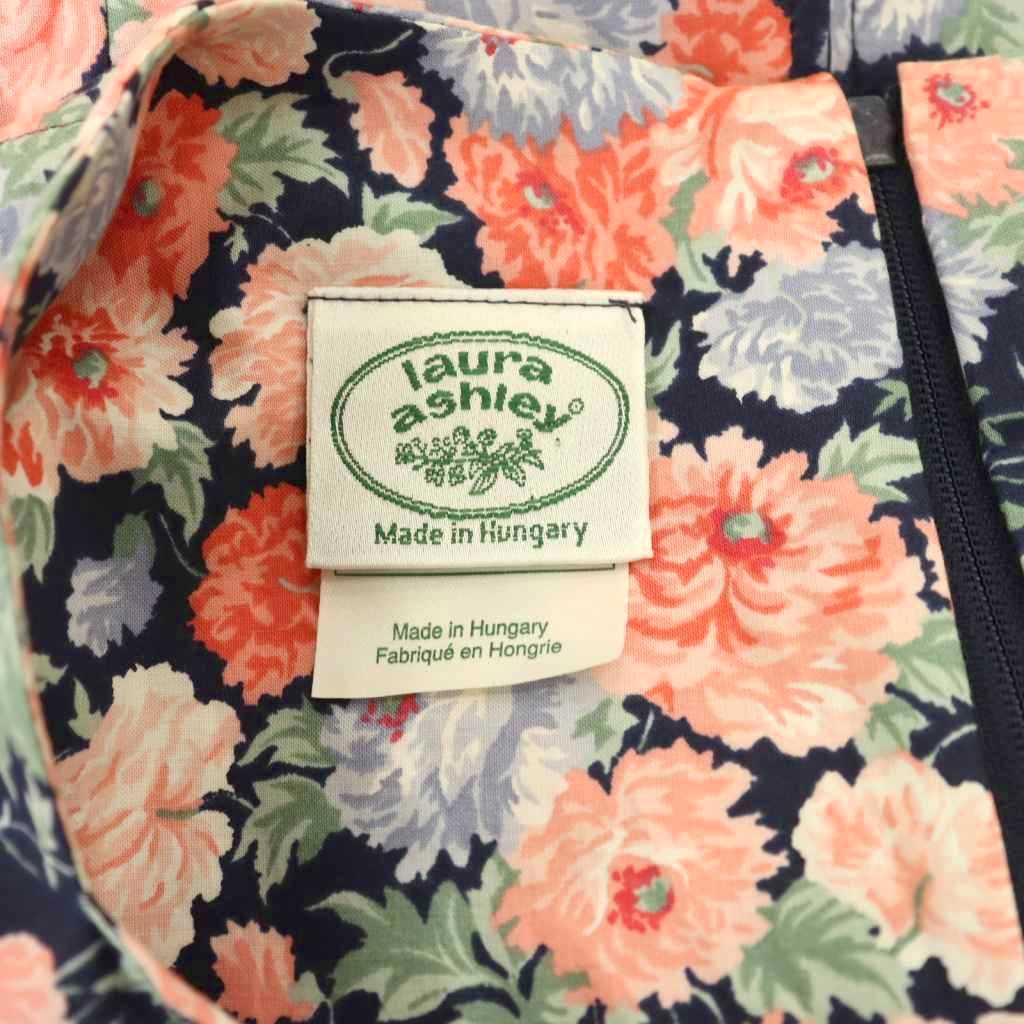 laura
ashley®
Made in Hungary
Made in Hungary
Fabriqué en Hongrie